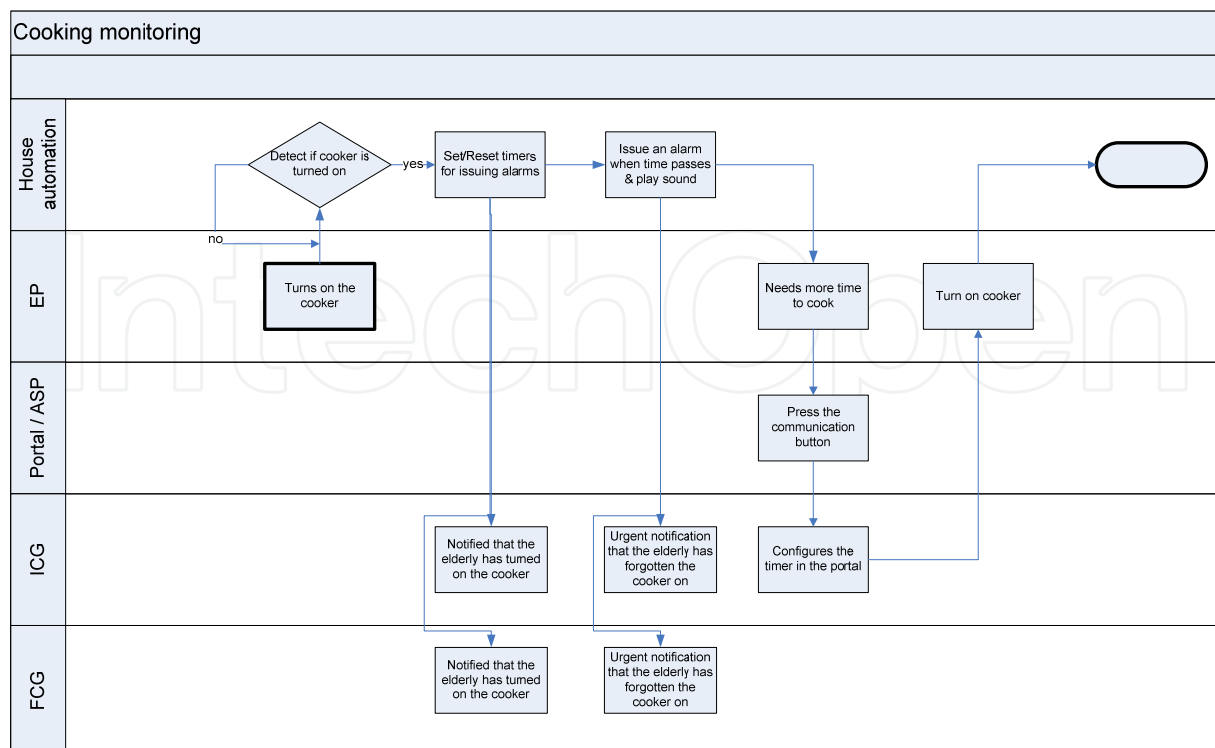 Cooking monitoring
House
automation
Detect if cooker is
turned on
yes
Set/Reset timers
for issuing alarms
Issue an alarm
when time passes
& play sound
no
EP
Turns on the
cooker
Needs more time
to cook
Turn on cooker
IntechOpen
Portal / ASP
Press the
communication
button
ICG
Notified that the
elderly has turned
on the cooker
Urgent notification
that the elderly has
forgotten the
cooker on
Configures the
timer in the portal
FCG
Notified that the
elderly has turned
on the cooker
Urgent notification
that the elderly has
forgotten the
cooker on